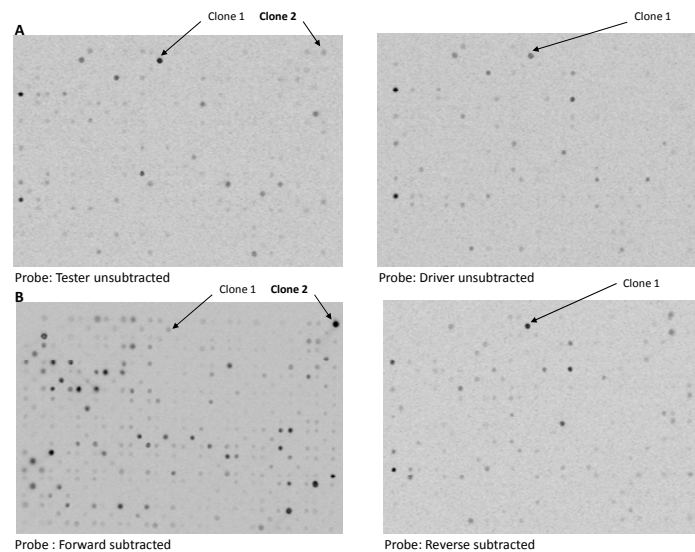 A
Clone 1 Clone 2
Clone 1
Probe: Tester unsubtracted
Probe: Driver unsubtracted
B
Clone 1 Clone 2
Clone 1
Probe : Forward subtracted
Probe: Reverse subtracted